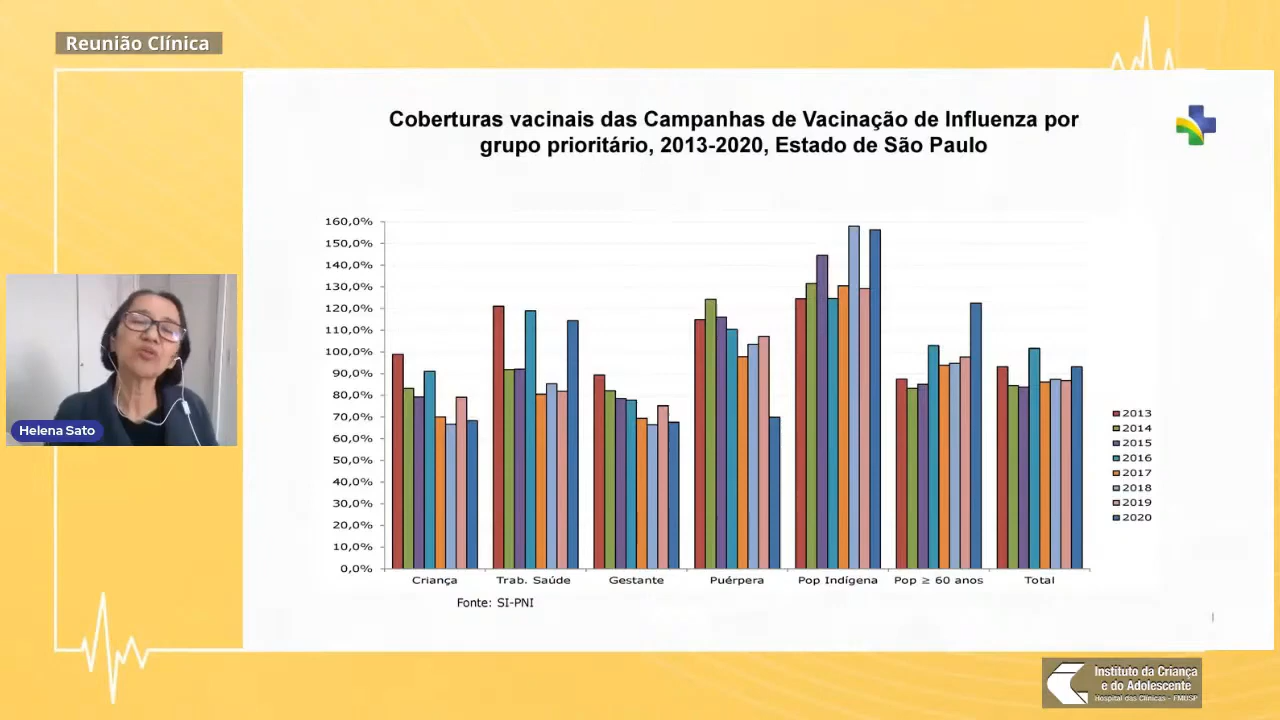 Reunião Clínica
Coberturas vacinais das Campanhas de Vacinação de Influenza por
grupo prioritário, 2013-2020, Estado de São Paulo
160,0%
150,0%
140,0%
130,0%
120,0%
110,0%
100,0%
90,0%
80,0%
70,0%
60,0%
50,0%
40,0%
30,0%
20,0%
10,0%
0,0%
Criança
Trab. Saúde
Gestante
Puérpera
Pop Indígena
Pop ≥ 60 anos
Total
2013
2014
2015
2016
2017
2018
2019
2020
Fonte: SI-PNI
Helena Sato
Instituto da Criança
e do Adolescente
Hospital das Clínicas - FMUSP